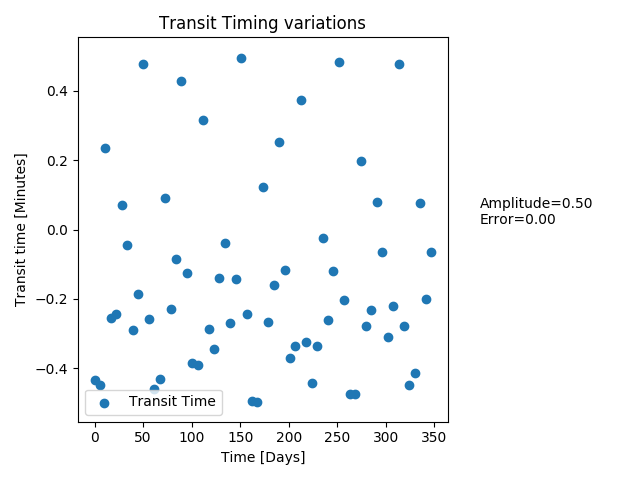 Transit Timing variations
Transit time [Minutes]
0.4
0.2
0.0
−0.2
−0.4
Amplitude=0.50
Error=0.00
Transit Time
0
50
100
150
200
250
300
350
Time [Days]